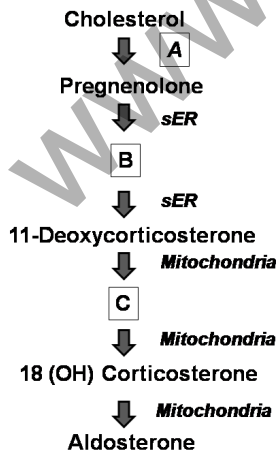 Cholesterol
A
Pregnenolone
sER
B
sER
11-Deoxycorticosterone
Mitochondria
C
Mitochondria
18 (OH) Corticosterone
Mitochondria
Aldosterone